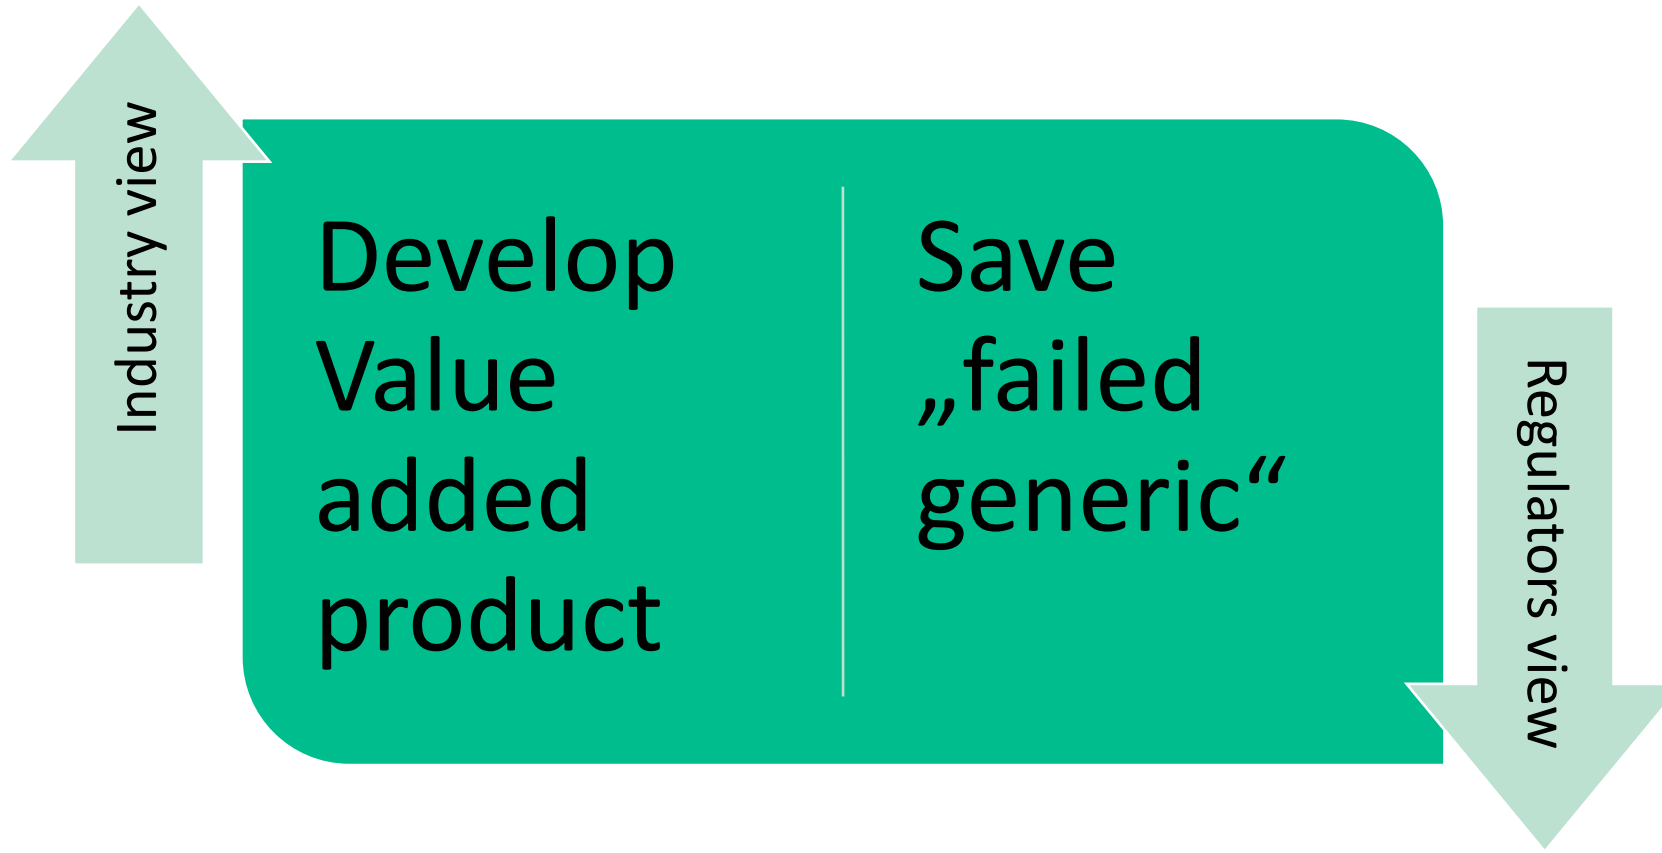 Industry view
Develop
Value
added
product
Save
„failed
generic“
Regulators view